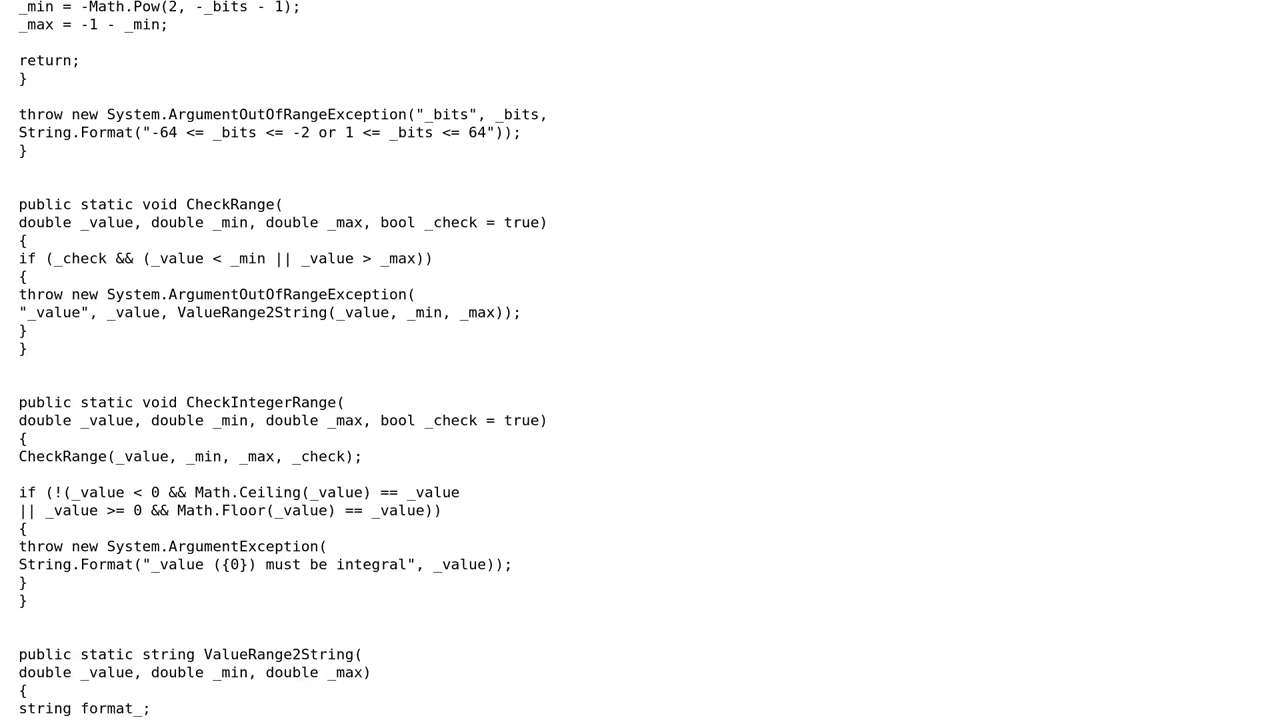 _min = -Math.Pow(2, -_bits - 1);
_max = -1 - _min;
return;
}
throw new System.ArgumentOutOfRangeException("_bits", _bits,
String.Format("-64 <= _bits <= -2 or 1 <= _bits <= 64"));
}
public static void CheckRange(
double _value, double _min, double _max, bool _check = true)
{
if (_check && (_value < _min || _value > _max))
{
throw new System.ArgumentOutOfRangeException(
"_value", _value, ValueRange2String(_value, _min, _max));
}
}
public static void CheckIntegerRange(
double _value, double _min, double _max, bool _check = true)
{
CheckRange(_value, _min, _max, _check);
if (!(_value < 0 && Math.Ceiling(_value) == _value
|| _value >= 0 && Math.Floor(_value) == _value))
{
throw new System.ArgumentException(
String.Format("_value ({0}) must be integral", _value));
}
}
public static string ValueRange2String(
double _value, double _min, double _max)
{
string format_;